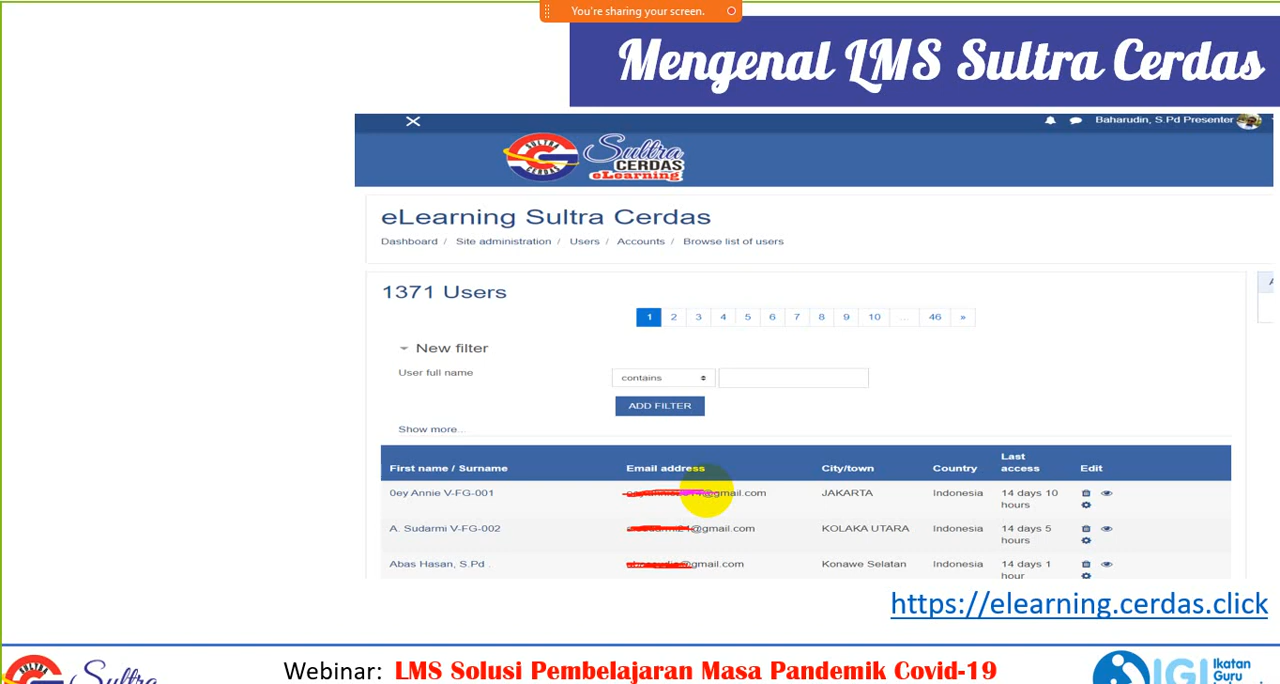 You're sharing your screen.
Mengenal LMS Sultra Cerdas
Baharudin, S.Pd Presenter
SULTRA
CERDAS
Sultra
CERDAS
eLearning
eLearning Sultra Cerdas
Dashboard / Site administration / Users / Accounts / Browse list of users
1371 Users
1 2 3 4 5 6 7 8 9 10 ... 46 »
New filter
User full name
contains
ADD FILTER
Show more...
First name / Surname Email address City/town Country Last access Edit
0ey Annie V-FG-001 @gmail.com JAKARTA Indonesia 14 days 10 hours
A. Sudarmi V-FG-002 @gmail.com KOLAKA UTARA Indonesia 14 days 5 hours
Abas Hasan, S.Pd . @gmail.com Konawe Selatan Indonesia 14 days 1 hour
https://elearning.cerdas.click
SULTRA
Sultra
Webinar: LMS Solusi Pembelajaran Masa Pandemik Covid-19
IGI
Ikatan
Guru